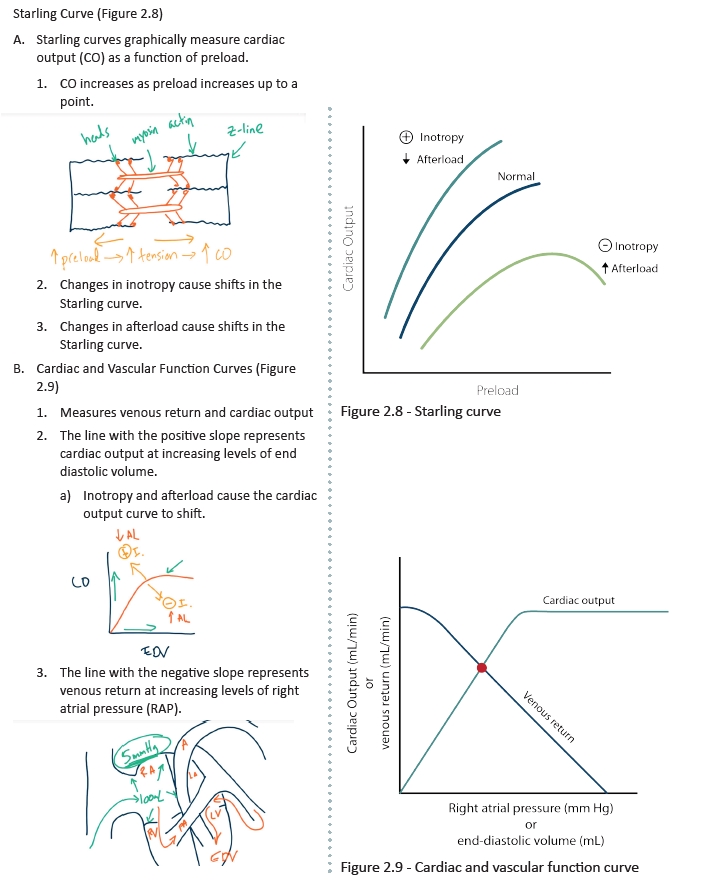 Starling Curve (Figure 2.8)
A. Starling curves graphically measure cardiac
output (CO) as a function of preload.
1. CO increases as preload increases up to a
point.
heads myosin actin z-line
↑ preload → ↑ tension → ↑ CO
2. Changes in inotropy cause shifts in the
Starling curve.
3. Changes in afterload cause shifts in the
Starling curve.
B. Cardiac and Vascular Function Curves (Figure
2.9)
1. Measures venous return and cardiac output
2. The line with the positive slope represents
cardiac output at increasing levels of end
diastolic volume.
a) Inotropy and afterload cause the cardiac
output curve to shift.
↓ AL
⊕ I.
CO
⊖ I.
↑ AL
EDV
3. The line with the negative slope represents
venous return at increasing levels of right
atrial pressure (RAP).
5mmHg
A
RA
LA
100mL
RV
PA
LV
EDV
⊕ Inotropy
↓ Afterload
Normal
⊖ Inotropy
↑ Afterload
Cardiac Output
Preload
Figure 2.8 - Starling curve
Cardiac output
Cardiac Output (mL/min)
or
venous return (mL/min)
Venous return
Right atrial pressure (mm Hg)
or
end-diastolic volume (mL)
Figure 2.9 - Cardiac and vascular function curve